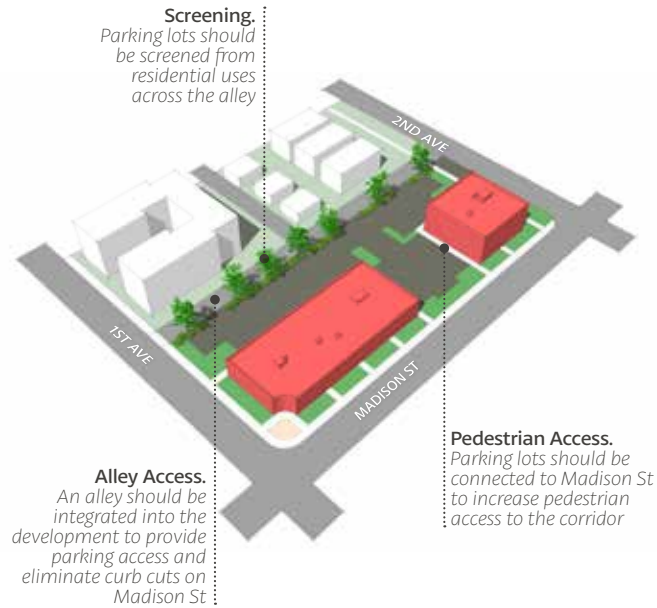 Screening.
Parking lots should
be screened from
residential uses
across the alley
2ND AVE
1ST AVE
MADISON ST
Alley Access.
An alley should be
integrated into the
development to provide
parking access and
eliminate curb cuts on
Madison St
Pedestrian Access.
Parking lots should be
connected to Madison St
to increase pedestrian
access to the corridor